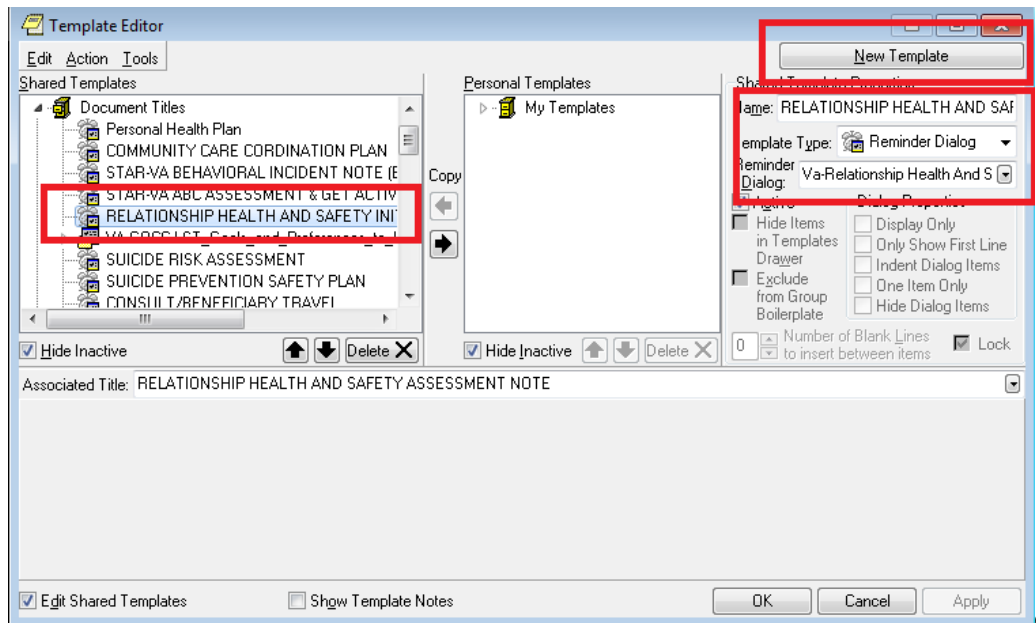 Template Editor
Edit Action Tools
New Template
Shared Templates
Document Titles
Personal Health Plan
COMMUNITY CARE CORDINATION PLAN
STAR-VA BEHAVIORAL INCIDENT NOTE (E
STAR-VA ABC ASSESSMENT & GET ACTIV
RELATIONSHIP HEALTH AND SAFETY INI
SUICIDE RISK ASSESSMENT
SUICIDE PREVENTION SAFETY PLAN
CONSULT/BENEFICIARY TRAVEL
Hide Inactive
Delete
Copy
Personal Templates
My Templates
Hide Inactive
Delete
Shared Template Properties
Name: RELATIONSHIP HEALTH AND SAF
Template Type: Reminder Dialog
Reminder
Dialog: Va-Relationship Health And S
Active
Hide Items
in Templates
Drawer
Exclude
from Group
Boilerplate
Dialog Properties
Display Only
Only Show First Line
Indent Dialog Items
One Item Only
Hide Dialog Items
0 Number of Blank Lines
to insert between items
Lock
Associated Title: RELATIONSHIP HEALTH AND SAFETY ASSESSMENT NOTE
Edit Shared Templates
Show Template Notes
OK Cancel Apply